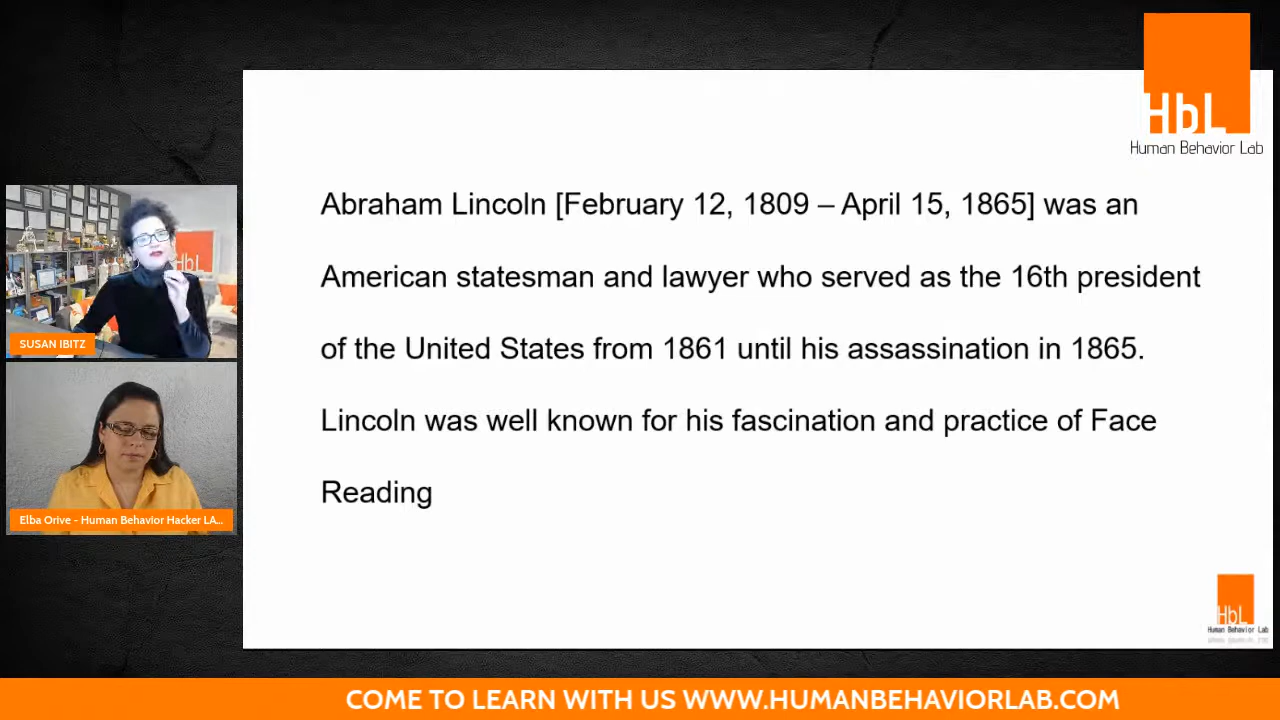 HbL
Human Behavior Lab
Abraham Lincoln [February 12, 1809 – April 15, 1865] was an
American statesman and lawyer who served as the 16th president
of the United States from 1861 until his assassination in 1865.
Lincoln was well known for his fascination and practice of Face
Reading
HbL
SUSAN IBITZ
Elba Orive - Human Behavior Hacker LA...
HbL
Human Behavior Lab
COME TO LEARN WITH US WWW.HUMANBEHAVIORLAB.COM